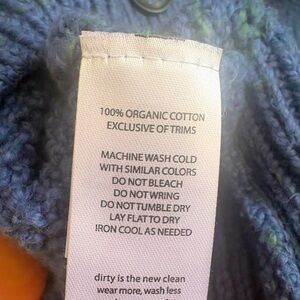 100% ORGANIC COTTON
EXCLUSIVE OF TRIMS
MACHINE WASH COLD
WITH SIMILAR COLORS
DO NOT BLEACH
DO NOT WRING
DO NOT TUMBLE DRY
LAY FLAT TO DRY
IRON COOL AS NEEDED
dirty is the new clean
wear more, wash less